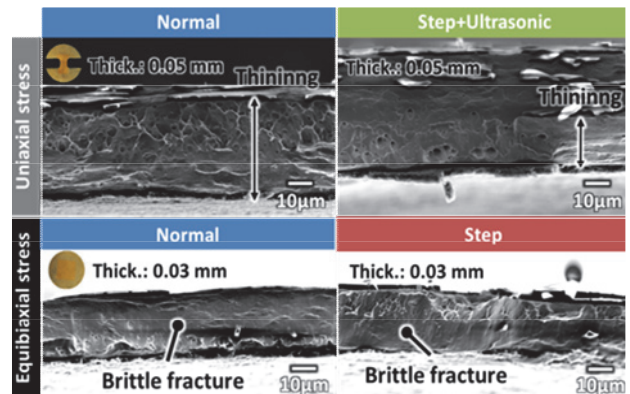 Normal
Step+Ultrasonic
Uniaxial stress
Thick.: 0.05 mm
Thininng
10μm
Thick.: 0.05 mm
Thininng
10μm
Normal
Step
Equibiaxial stress
Thick.: 0.03 mm
Brittle fracture
10μm
Thick.: 0.03 mm
Brittle fracture
10μm